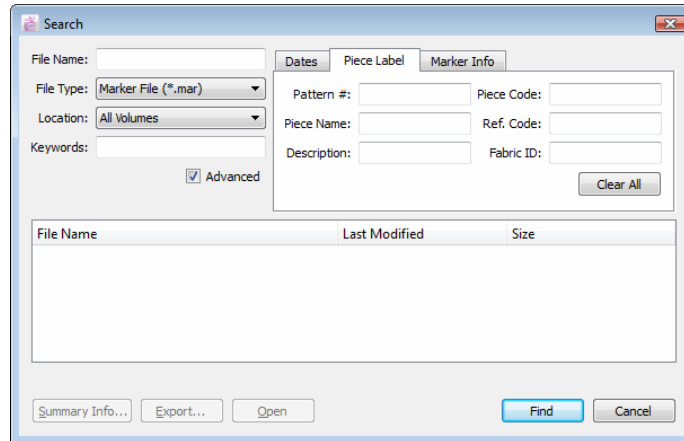 Search
File Name:
File Type: Marker File (*.mar)
Location: All Volumes
Keywords:
Advanced
Dates Piece Label Marker Info
Pattern #: Piece Code:
Piece Name: Ref. Code:
Description: Fabric ID:
Clear All
File Name Last Modified Size
Summary Info... Export... Open Find Cancel